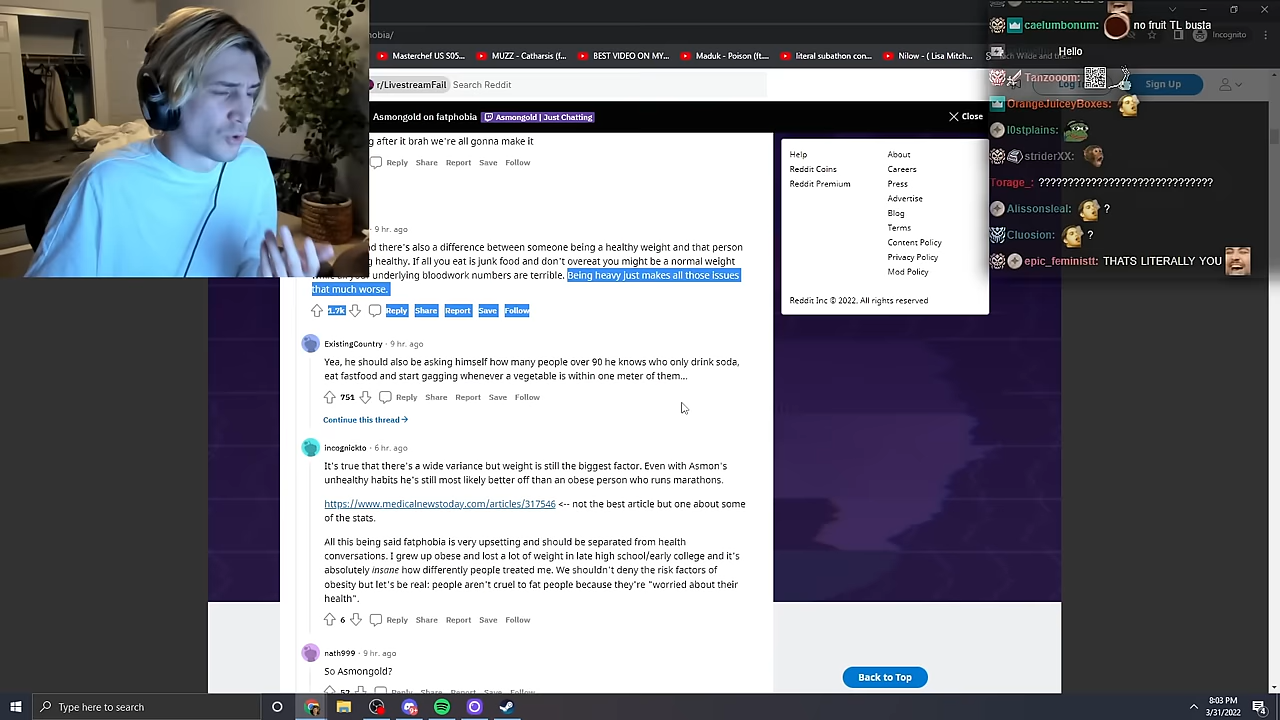 obia/
Masterchef US S05...
MUZZ - Catharsis (f...
BEST VIDEO ON MY...
Maduk - Poison (ft....
literal subathon con...
Nilow - ( Lisa Mitch...
Incognito
r/LivestreamFail
Search Reddit
Sign Up
Asmongold on fatphobia
Asmongold | Just Chatting
Close
g after it brah we're all gonna make it
Reply Share Report Save Follow
9 hr. ago
d there's also a difference between someone being a healthy weight and that person
g healthy. If all you eat is junk food and don't overeat you might be a normal weight
underlying bloodwork numbers are terrible. Being heavy just makes all those issues
that much worse.
1.7k Reply Share Report Save Follow
ExistingCountry · 9 hr. ago
Yea, he should also be asking himself how many people over 90 he knows who only drink soda,
eat fastfood and start gagging whenever a vegetable is within one meter of them...
751 Reply Share Report Save Follow
Continue this thread →
incognickto · 6 hr. ago
It's true that there's a wide variance but weight is still the biggest factor. Even with Asmon's
unhealthy habits he's still most likely better off than an obese person who runs marathons.
https://www.medicalnewstoday.com/articles/317546 <-- not the best article but one about some
of the stats.
All this being said fatphobia is very upsetting and should be separated from health
conversations. I grew up obese and lost a lot of weight in late high school/early college and it's
absolutely insane how differently people treated me. We shouldn't deny the risk factors of
obesity but let's be real: people aren't cruel to fat people because they're "worried about their
health".
6 Reply Share Report Save Follow
nath999 · 9 hr. ago
So Asmongold?
52 Reply Share Report Save Follow
Help
About
Reddit Coins
Careers
Reddit Premium
Press
Advertise
Blog
Terms
Content Policy
Privacy Policy
Mod Policy
Reddit Inc © 2022. All rights reserved
Back to Top
caelumbonum: no fruit TL busta
Hello
Tanzooom:
OrangeJuiceyBoxes:
l0stplains:
striderXX:
Torage_: ????????????????????????????
Alissonsleal: ?
Cluosion: ?
epic_feministt: THATS LITERALLY YOU
Type here to search
8:03 PM
3/31/2022